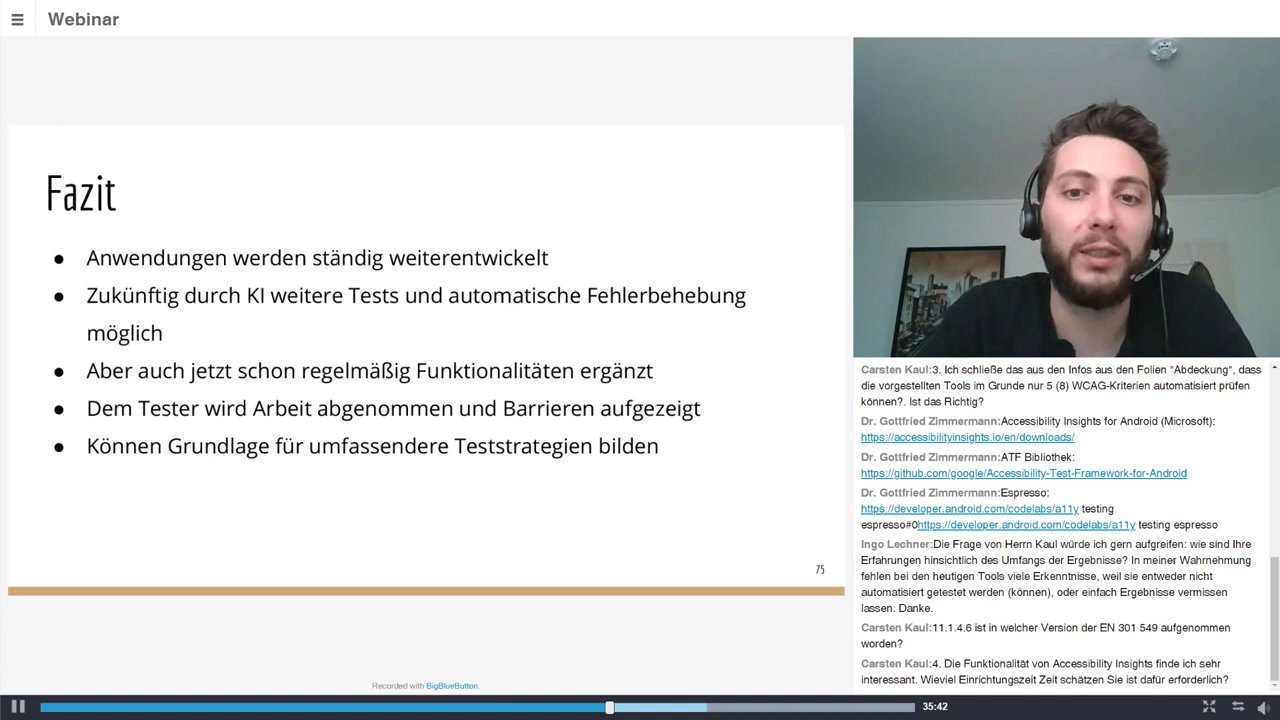 Webinar
Fazit
● Anwendungen werden ständig weiterentwickelt
● Zukünftig durch KI weitere Tests und automatische Fehlerbehebung
möglich
● Aber auch jetzt schon regelmäßig Funktionalitäten ergänzt
● Dem Tester wird Arbeit abgenommen und Barrieren aufgezeigt
● Können Grundlage für umfassendere Teststrategien bilden
75
Recorded with BigBlueButton.
Carsten Kaul:3. Ich schließe das aus den Infos aus den Folien "Abdeckung", dass
die vorgestellten Tools im Grunde nur 5 (8) WCAG-Kriterien automatisiert prüfen
können?. Ist das Richtig?
Dr. Gottfried Zimmermann:Accessibility Insights for Android (Microsoft):
https://accessibilityinsights.io/en/downloads/
Dr. Gottfried Zimmermann:ATF Bibliothek:
https://github.com/google/Accessibility-Test-Framework-for-Android
Dr. Gottfried Zimmermann:Espresso:
https://developer.android.com/codelabs/a11y testing
espresso#0https://developer.android.com/codelabs/a11y testing espresso
Ingo Lechner:Die Frage von Herrn Kaul würde ich gern aufgreifen: wie sind Ihre
Erfahrungen hinsichtlich des Umfangs der Ergebnisse? In meiner Wahrnehmung
fehlen bei den heutigen Tools viele Erkenntnisse, weil sie entweder nicht
automatisiert getestet werden (können), oder einfach Ergebnisse vermissen
lassen. Danke.
Carsten Kaul:11.1.4.6 ist in welcher Version der EN 301 549 aufgenommen
worden?
Carsten Kaul:4. Die Funktionalität von Accessibility Insights finde ich sehr
interessant. Wieviel Einrichtungszeit Zeit schätzen Sie ist dafür erforderlich?
35:42